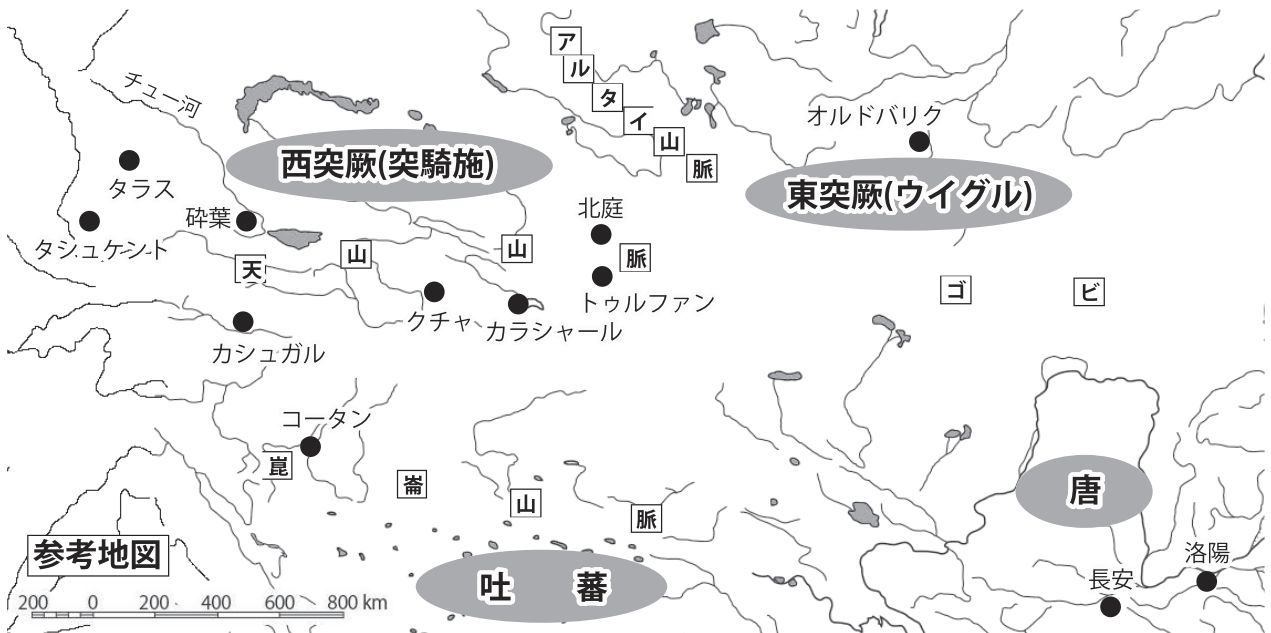 アルタイ山脈
チュー河
オルドバリク
西突厥(突騎施)
東突厥(ウイグル)
タラス
北庭
砕葉
タシュケント
天山山脈
トゥルファン
ゴビ
クチャ
カラシャール
カシュガル
コータン
崑崙山脈
唐
参考地図
吐 蕃
洛陽
長安
200 0 200 400 600 800 km